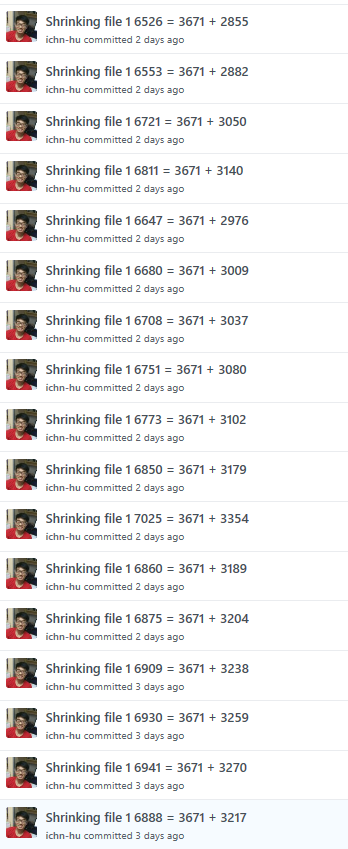 Shrinking file 1 6526 = 3671 + 2855
ichn-hu committed 2 days ago
Shrinking file 1 6553 = 3671 + 2882
ichn-hu committed 2 days ago
Shrinking file 1 6721 = 3671 + 3050
ichn-hu committed 2 days ago
Shrinking file 1 6811 = 3671 + 3140
ichn-hu committed 2 days ago
Shrinking file 1 6647 = 3671 + 2976
ichn-hu committed 2 days ago
Shrinking file 1 6680 = 3671 + 3009
ichn-hu committed 2 days ago
Shrinking file 1 6708 = 3671 + 3037
ichn-hu committed 2 days ago
Shrinking file 1 6751 = 3671 + 3080
ichn-hu committed 2 days ago
Shrinking file 1 6773 = 3671 + 3102
ichn-hu committed 2 days ago
Shrinking file 1 6850 = 3671 + 3179
ichn-hu committed 2 days ago
Shrinking file 1 7025 = 3671 + 3354
ichn-hu committed 2 days ago
Shrinking file 1 6860 = 3671 + 3189
ichn-hu committed 2 days ago
Shrinking file 1 6875 = 3671 + 3204
ichn-hu committed 2 days ago
Shrinking file 1 6909 = 3671 + 3238
ichn-hu committed 3 days ago
Shrinking file 1 6930 = 3671 + 3259
ichn-hu committed 3 days ago
Shrinking file 1 6941 = 3671 + 3270
ichn-hu committed 3 days ago
Shrinking file 1 6888 = 3671 + 3217
ichn-hu committed 3 days ago